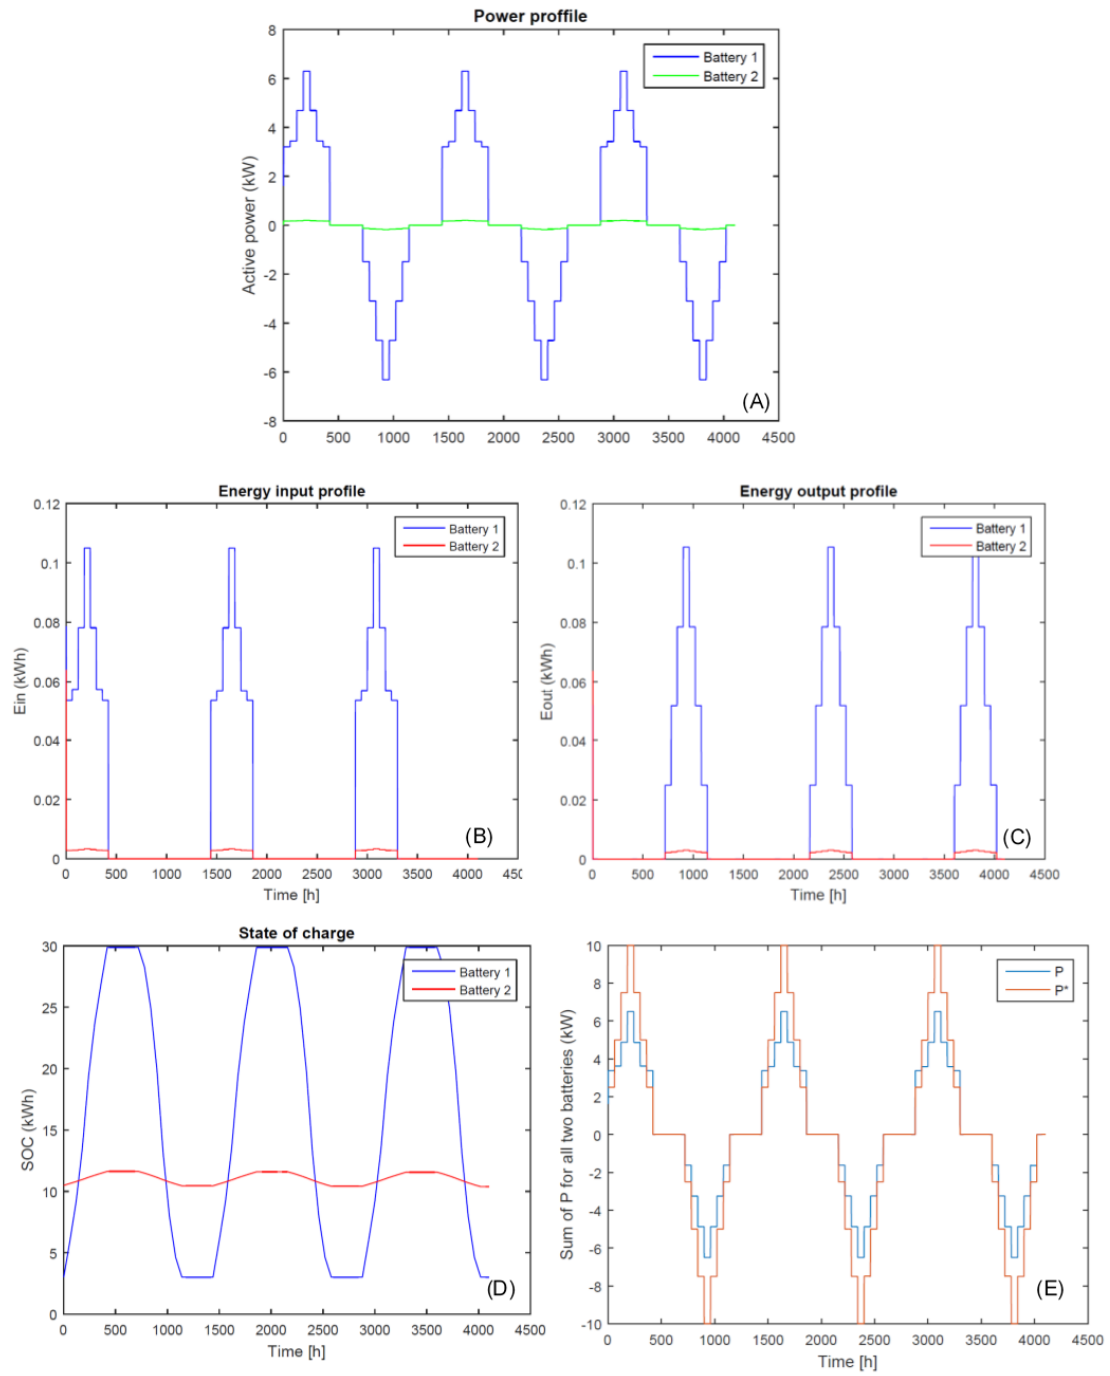 Power proffile
Active power (kW)
8
6
4
2
0
-2
-4
-6
-8
Battery 1
Battery 2
(A)
0 500 1000 1500 2000 2500 3000 3500 4000 4500
Energy input profile
Ein (kWh)
0.12
0.1
0.08
0.06
0.04
0.02
0
Battery 1
Battery 2
(B)
0 500 1000 1500 2000 2500 3000 3500 4000 450
Time [h]
Energy output profile
Eout (kWh)
0.12
0.1
0.08
0.06
0.04
0.02
0
Battery 1
Battery 2
(C)
0 500 1000 1500 2000 2500 3000 3500 4000 4500
Time [h]
State of charge
SOC (kWh)
30
25
20
15
10
5
0
Battery 1
Battery 2
(D)
0 500 1000 1500 2000 2500 3000 3500 4000 4500
Time [h]
Sum of P for all two batteries (kW)
10
8
6
4
2
0
-2
-4
-6
-8
-10
P
P*
(E)
0 500 1000 1500 2000 2500 3000 3500 4000 4500
Time [h]